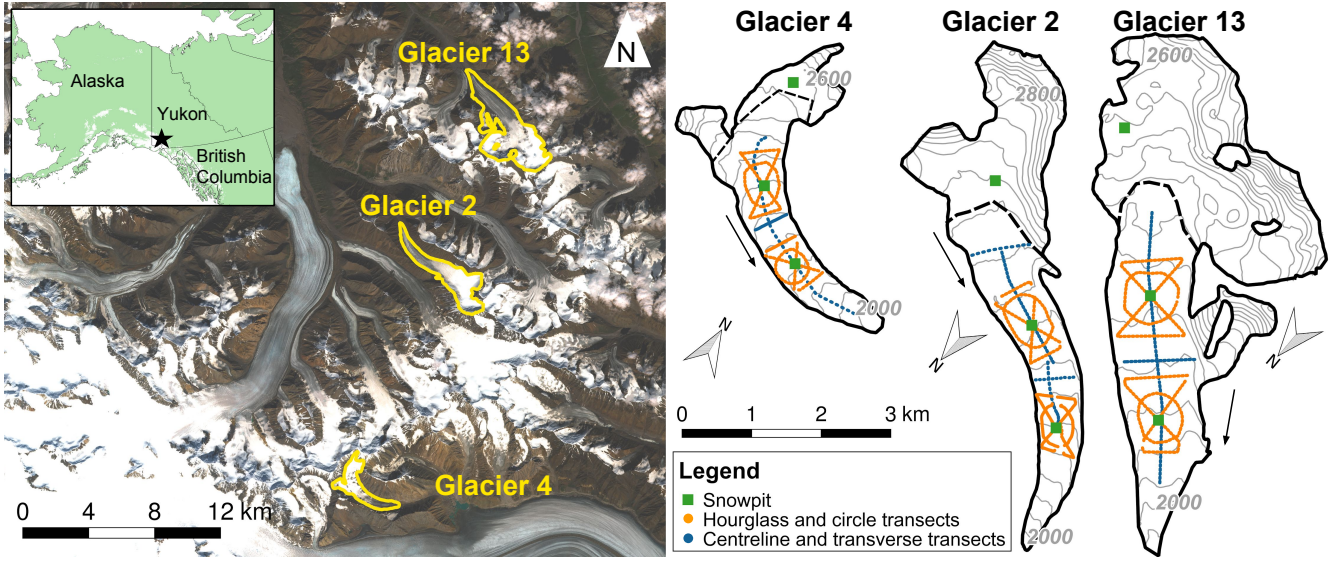 Alaska
Yukon
British
Columbia
N
Glacier 13
Glacier 2
Glacier 4
0 4 8 12 km
Glacier 4
Glacier 2
Glacier 13
2600
2000
N
2800
2000
N
2600
2000
N
0 1 2 3 km
Legend
Snowpit
Hourglass and circle transects
Centreline and transverse transects